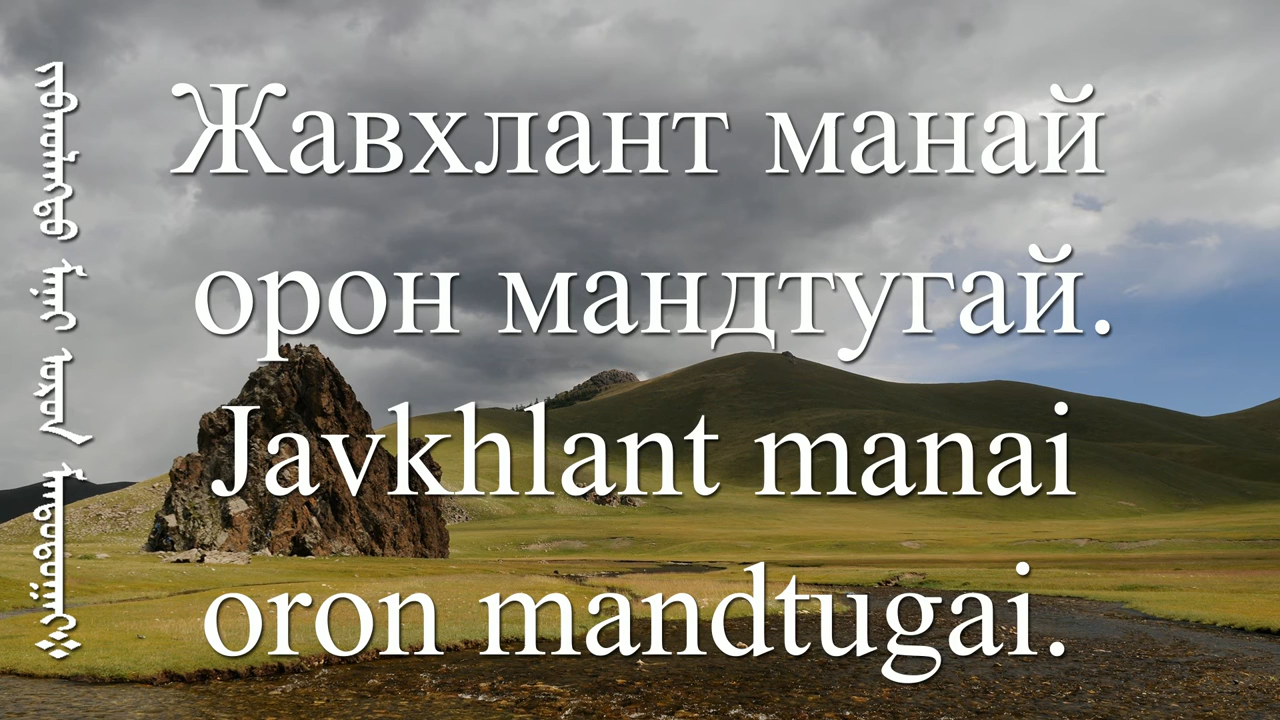 Жавхлант манай
орон мандтугай.
Javkhlant manai
oron mandtugai.